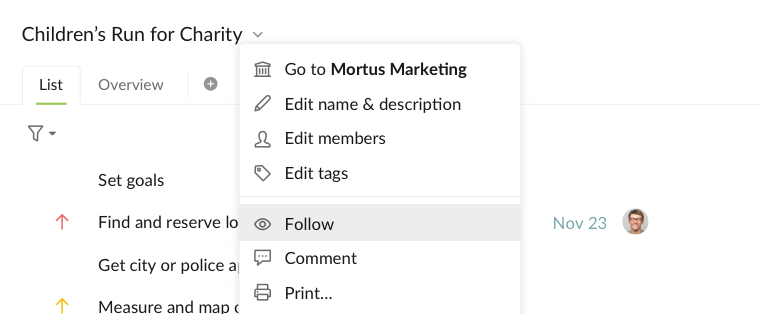 Children's Run for Charity
Go to Mortus Marketing
List Overview
Edit name & description
Edit members
Edit tags
Set goals
Find and reserve lo
Follow
Nov 23
Get city or police a
Comment
Measure and map
Print...